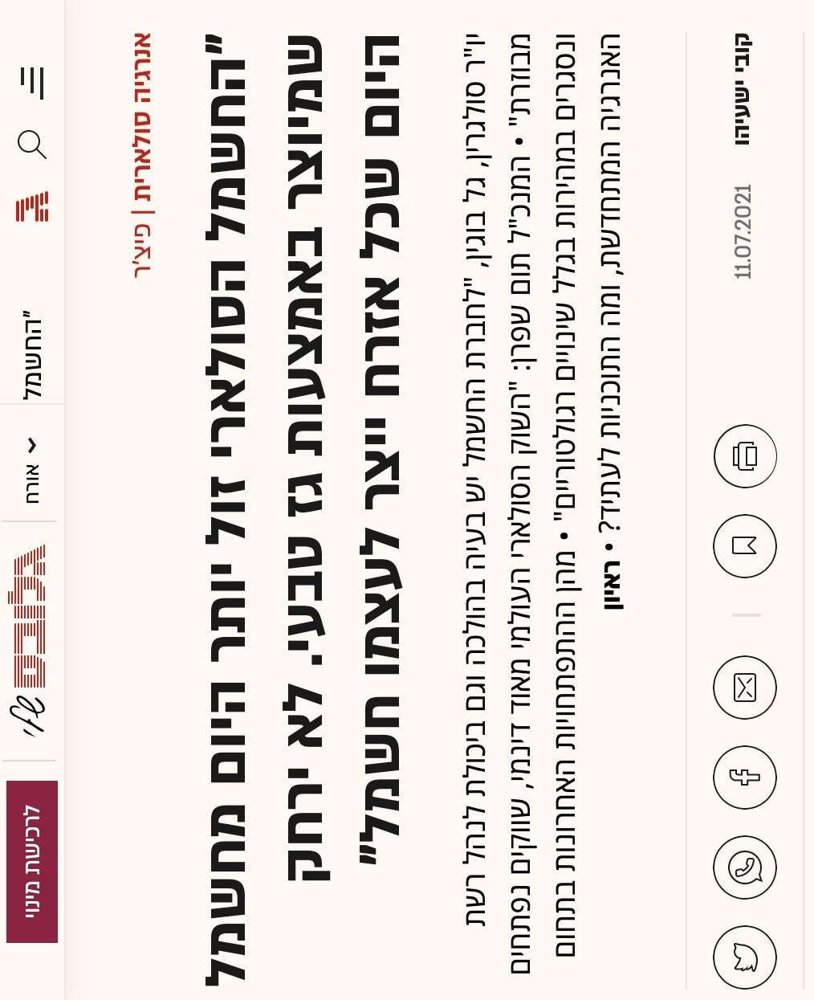 "החשמל
אורח
גלובס
לרכישת מינוי
אנרגיה סולארית | פיצ'ר
"החשמל הסולארי זול יותר היום מחשמל
שמיוצר באמצעות גז טבעי. לא ירחק
היום שכל אזרח ייצר לעצמו חשמל"
יו"ר סולגרין, גל בוגין, "לחברת החשמל יש בעיה בהולכה וגם ביכולת לנהל רשת
מבוזרת" • המנכ"ל תום שפרן: "השוק הסולארי העולמי מאוד דינמי, שווקים נפתחים
ונסגרים במהירות בגלל שינויים רגולטוריים" • מהן ההתפתחויות האחרונות בתחום
האנרגיה המתחדשת, ומה התוכניות לעתיד? • ראיון
קובי ישעיהו
11.07.2021